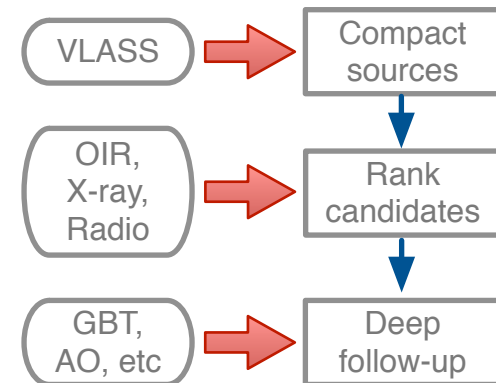 VLASS
Compact
sources
OIR,
X-ray,
Radio
Rank
candidates
GBT,
AO, etc
Deep
follow-up